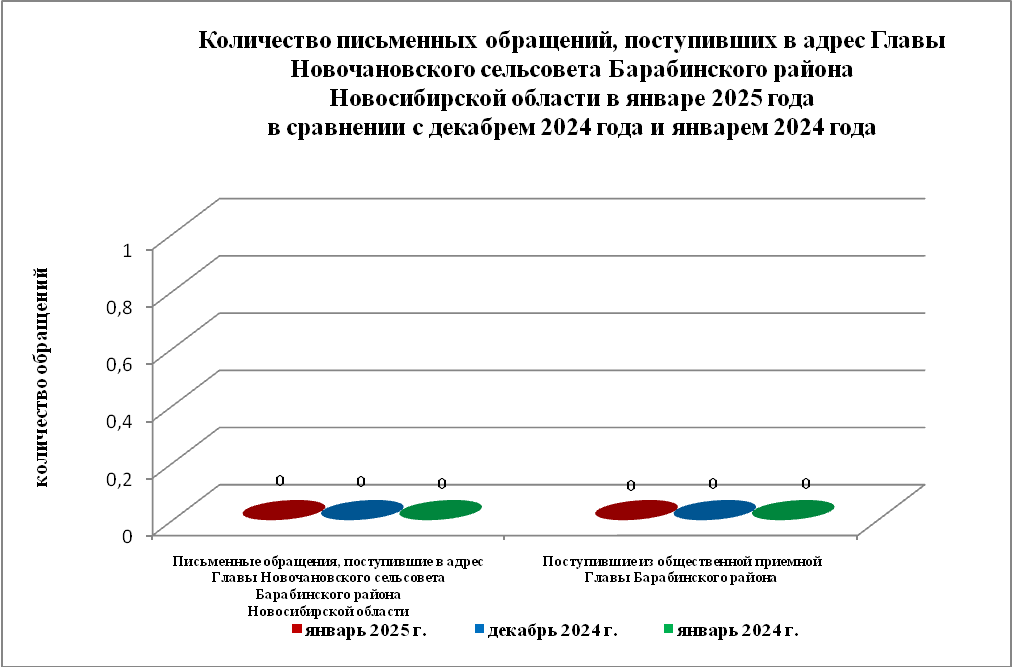 Количество письменных обращений, поступивших в адрес Главы
Новочановского сельсовета Барабинского района
Новосибирской области в январе 2025 года
в сравнении с декабрем 2024 года и январем 2024 года
количество обращений
1
0,8
0,6
0,4
0,2
0
0 0 0 0 0 0
Письменные обращения, поступившие в адрес
Главы Новочановского сельсовета
Барабинского района
Новосибирской области
Поступившие из общественной приемной
Главы Барабинского района
январь 2025 г. декабрь 2024 г. январь 2024 г.